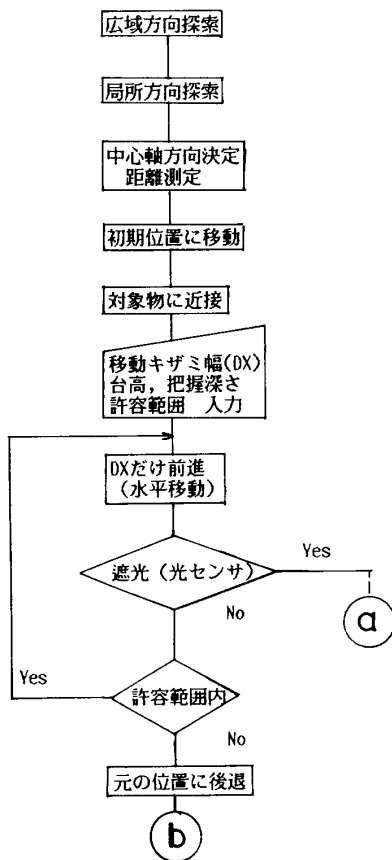 広域方向探索
局所方向探索
中心軸方向決定
距離測定
初期位置に移動
対象物に近接
移動キザミ幅(DX)
台高，把握深さ
許容範囲 入力
DXだけ前進
(水平移動)
遮光(光センサ)
Yes
a
No
許容範囲内
Yes
No
元の位置に後退
b